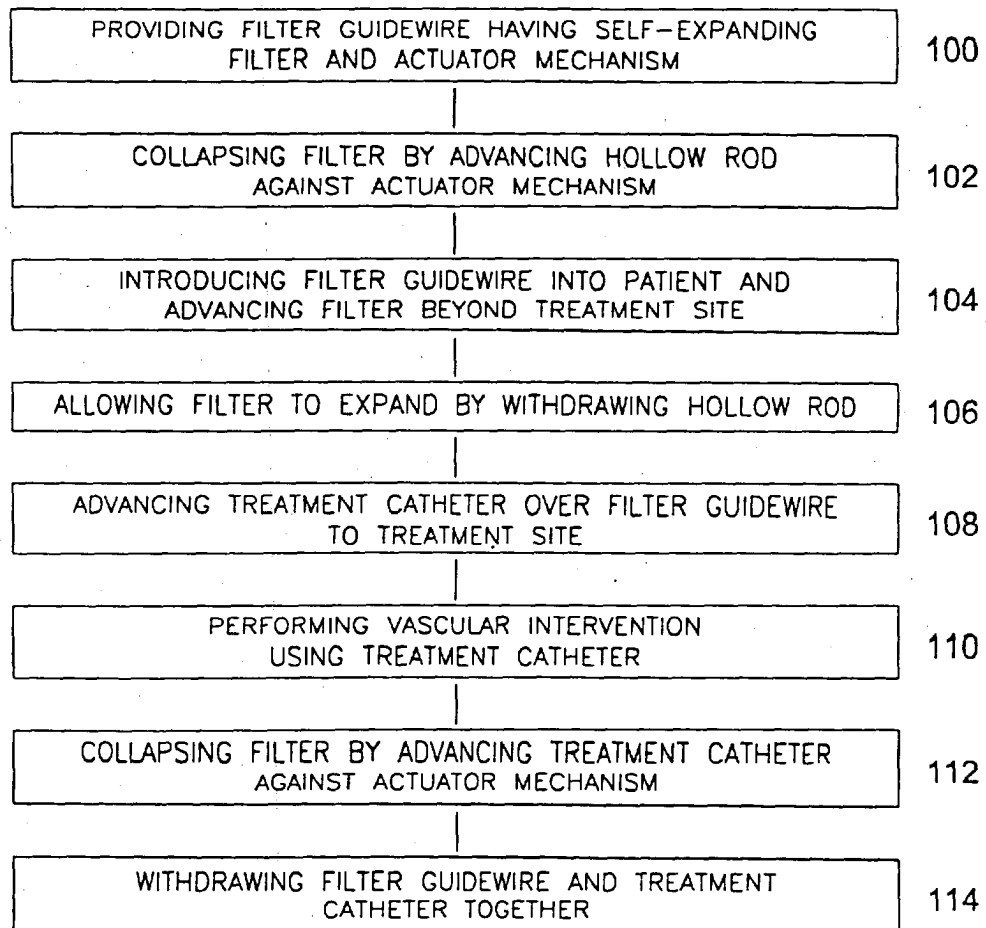 PROVIDING FILTER GUIDEWIRE HAVING SELF-EXPANDING
FILTER AND ACTUATOR MECHANISM
100
COLLAPSING FILTER BY ADVANCING HOLLOW ROD
AGAINST ACTUATOR MECHANISM
102
INTRODUCING FILTER GUIDEWIRE INTO PATIENT AND
ADVANCING FILTER BEYOND TREATMENT SITE
104
ALLOWING FILTER TO EXPAND BY WITHDRAWING HOLLOW ROD
106
ADVANCING TREATMENT CATHETER OVER FILTER GUIDEWIRE
TO TREATMENT SITE
108
PERFORMING VASCULAR INTERVENTION
USING TREATMENT CATHETER
110
COLLAPSING FILTER BY ADVANCING TREATMENT CATHETER
AGAINST ACTUATOR MECHANISM
112
WITHDRAWING FILTER GUIDEWIRE AND TREATMENT
CATHETER TOGETHER
114